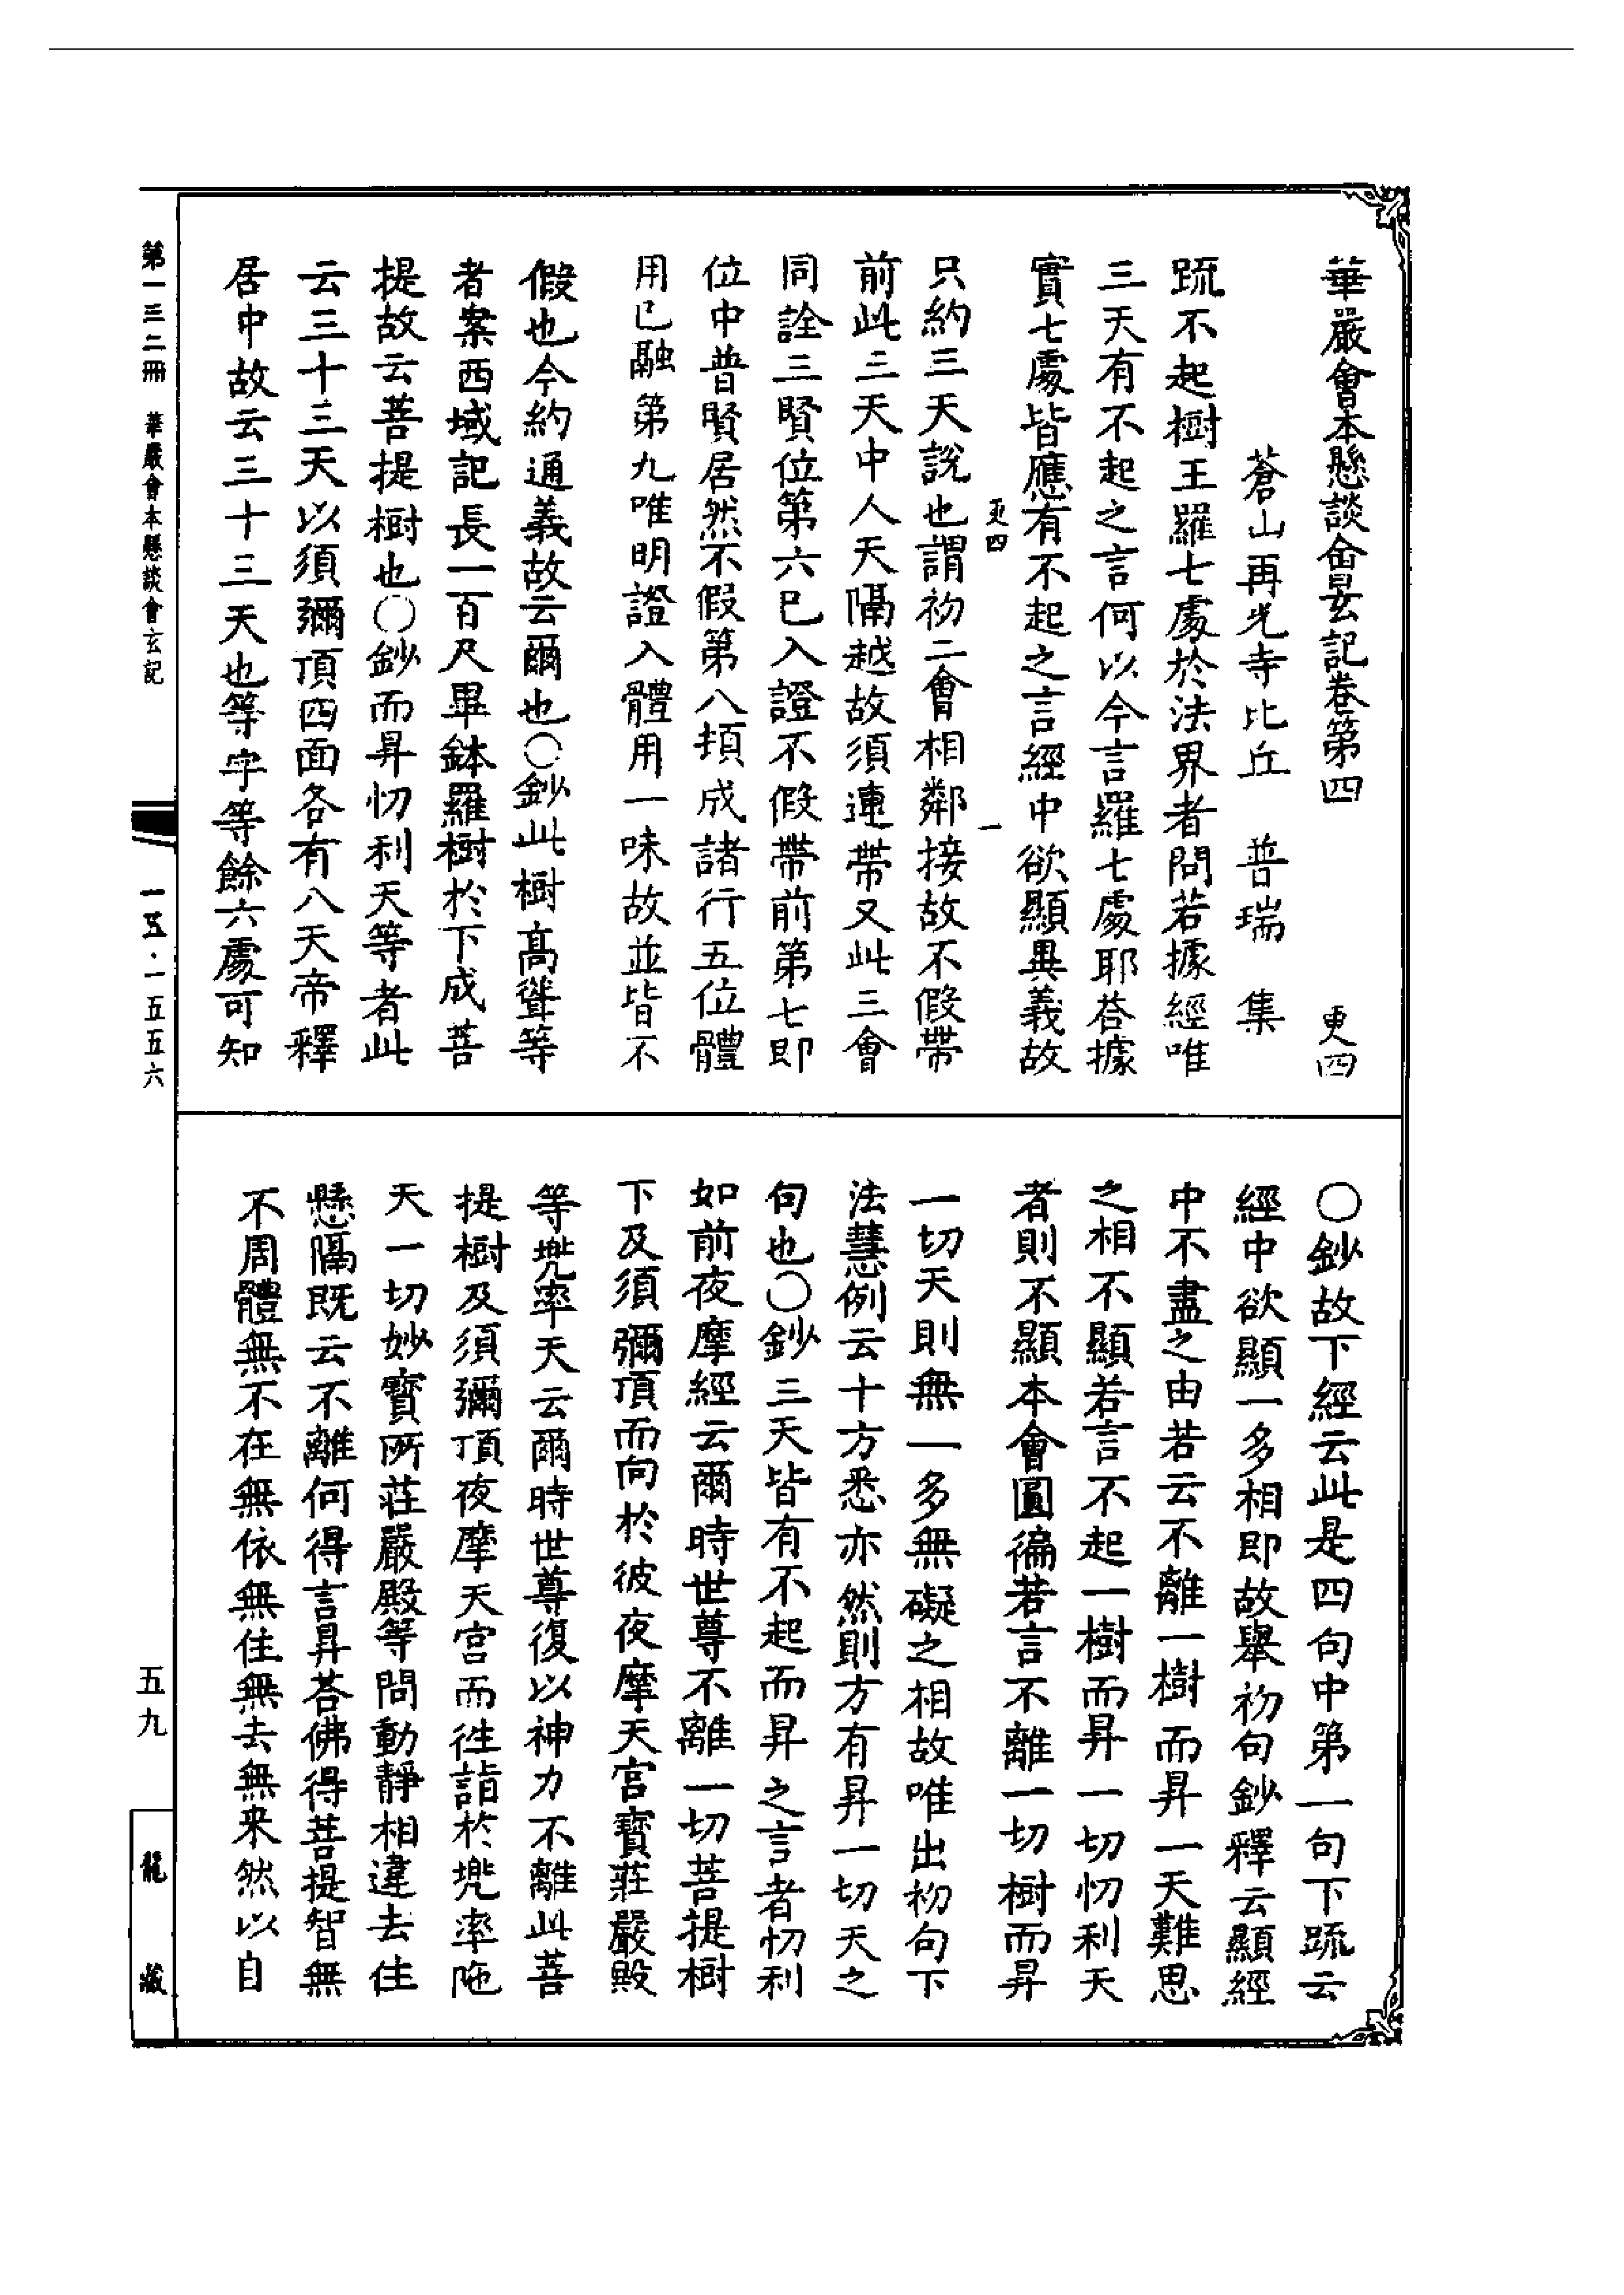 華嚴會本懸談會玄記卷第四 更四
蒼山再光寺比丘 普瑞 集
䟽不起樹王羅七處於法界者問若據經唯
三天有不起之言何以今言羅七處耶荅據
實七處皆應有不起之言經中欲顯異義故
更四 一
只約三天說也謂初二會相鄰接故不假帶
前此三天中人天隔越故須連帶又此三會
同詮三賢位第六已入證不假帶前第七即
位中普賢居然不假第八頓成諸行五位體
用已融第九唯明證入體用一味故並皆不
假也今約通義故云爾也〇鈔此樹高聳等
者案西域記長一百尺畢鉢羅樹於下成菩
提故云菩提樹也〇鈔而昇忉利天等者此
云三十三天以須彌頂四面各有八天帝釋
居中故云三十三天也等字等餘六處可知
〇鈔故下經云此是四句中第一句下䟽云
經中欲顯一多相即故舉初句鈔釋云顯經
中不盡之由若云不離一樹而昇一天難思
之相不顯若言不起一樹而昇一切忉利天
者則不顯本會圓徧若言不離一切樹而昇
一切天則無一多無礙之相故唯出初句下
法慧例云十方悉亦然則方有昇一切天之
句也〇鈔三天皆有不起而昇之言者忉利
如前夜摩經云爾時世尊不離一切菩提樹
下及須彌頂而向於彼夜摩天宮寶莊嚴殿
等兠率天云爾時世尊復以神力不離此菩
提樹及須彌頂夜摩天宮而徃詣於兠率陁
天一切妙寶所莊嚴殿等問動靜相違去住
懸隔既云不離何得言昇荅佛得菩提智無
不周體無不在無依無住無去無来然以自
第一三二冊 華嚴會本懸談會玄記 一五·一五五六 五九 龍藏